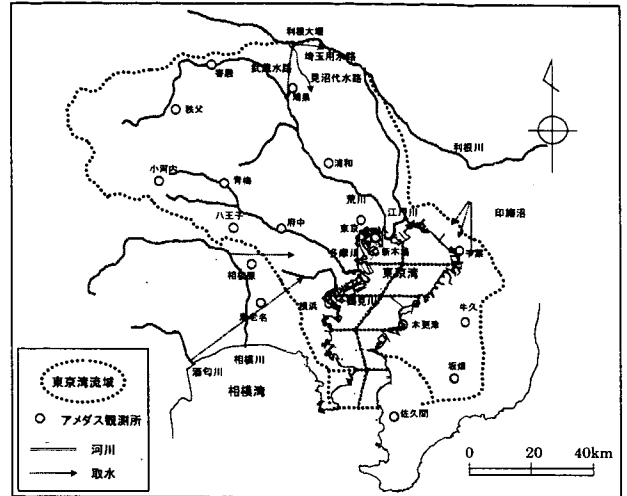 利根大堰
埼玉用水路
武蔵水路
見沼代水路
寄居
鴻巣
秩父
利根川
浦和
小河内
青梅
荒川
江戸川
印旛沼
八王子
府中
東京
新木場
千葉
多摩川
東京湾
相模原
海老名
横浜
鶴見川
木更津
牛久
相模川
酒匂川
坂畑
相模湾
佐久間
東京湾流域
アメダス観測所
河川
取水
0 20 40km